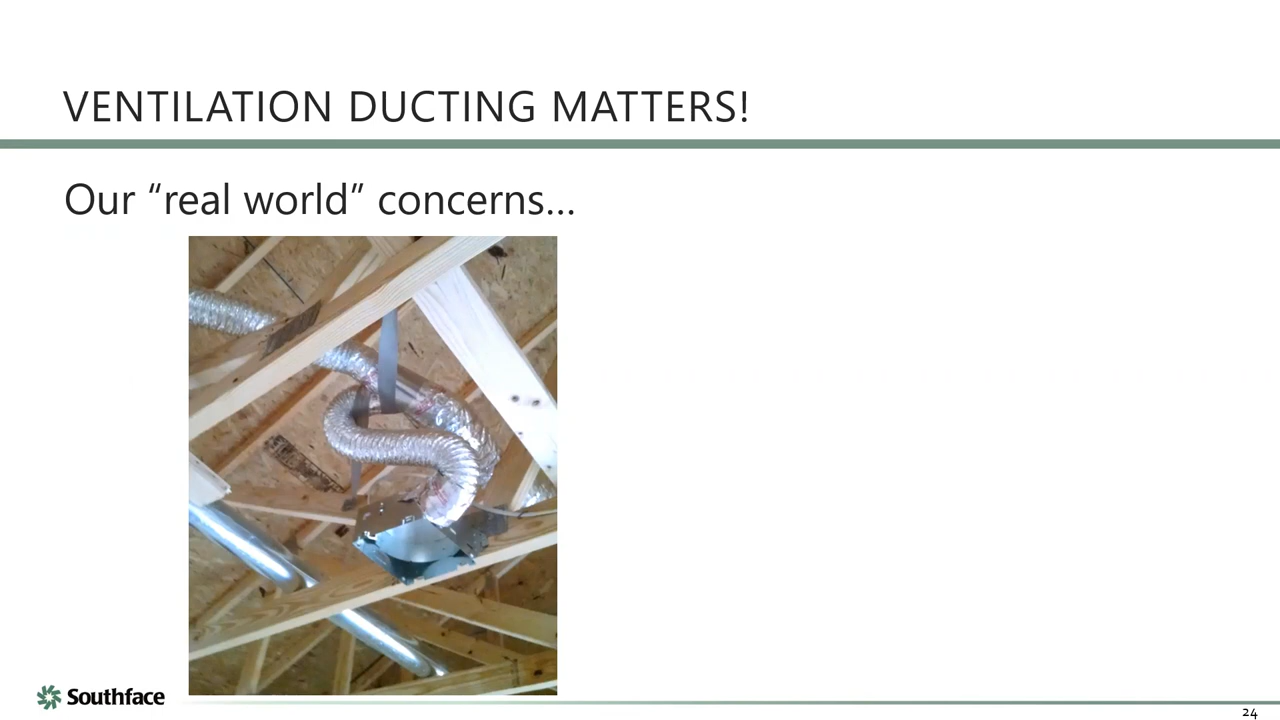 VENTILATION DUCTING MATTERS!
Our “real world” concerns...
Southface
24